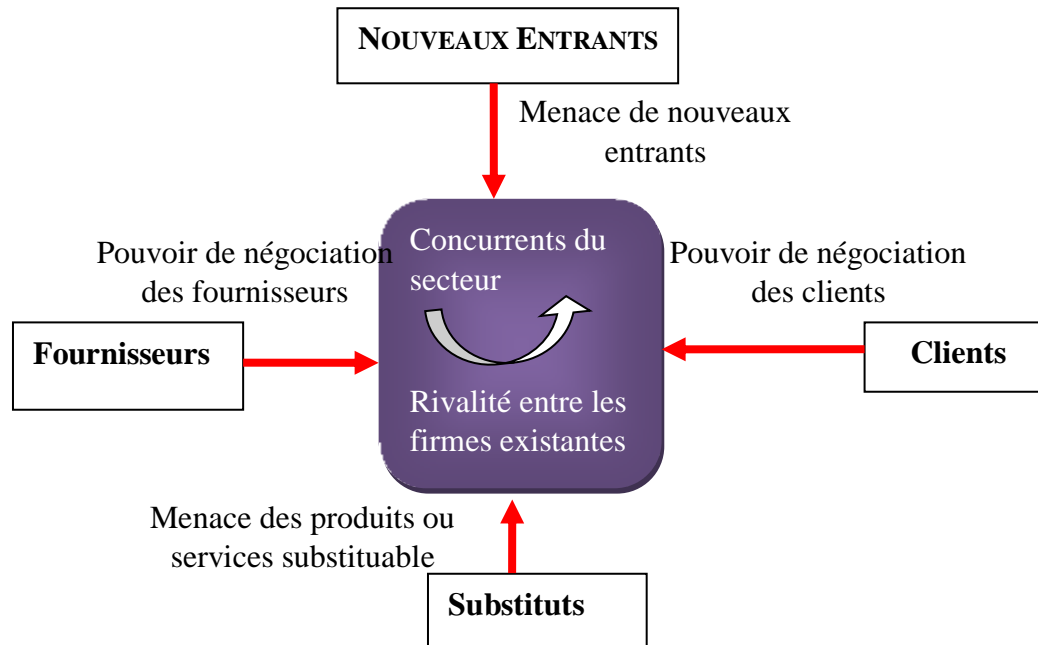 NOUVEAUX ENTRANTS
Menace de nouveaux
entrants
Pouvoir de négociation
des fournisseurs
Concurrents du
secteur
Pouvoir de négociation
des clients
Fournisseurs
Clients
Rivalité entre les
firmes existantes
Menace des produits ou
services substituable
Substituts